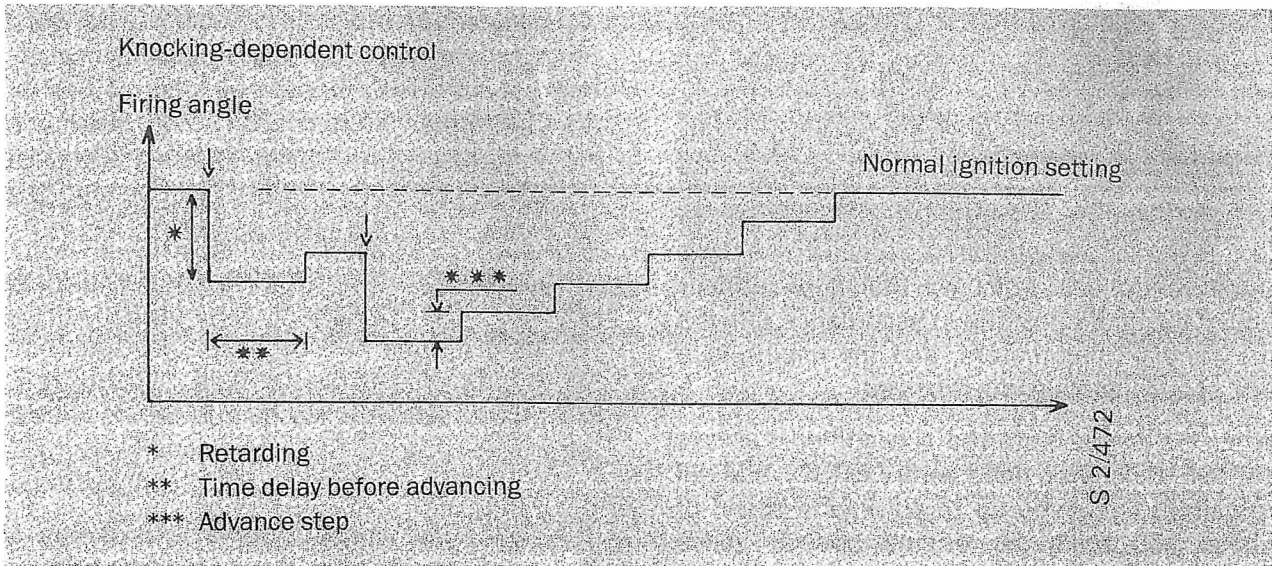 Knocking-dependent control
Firing angle
Normal ignition setting
*
* * *
* *
* Retarding
** Time delay before advancing
*** Advance step
S 2/472